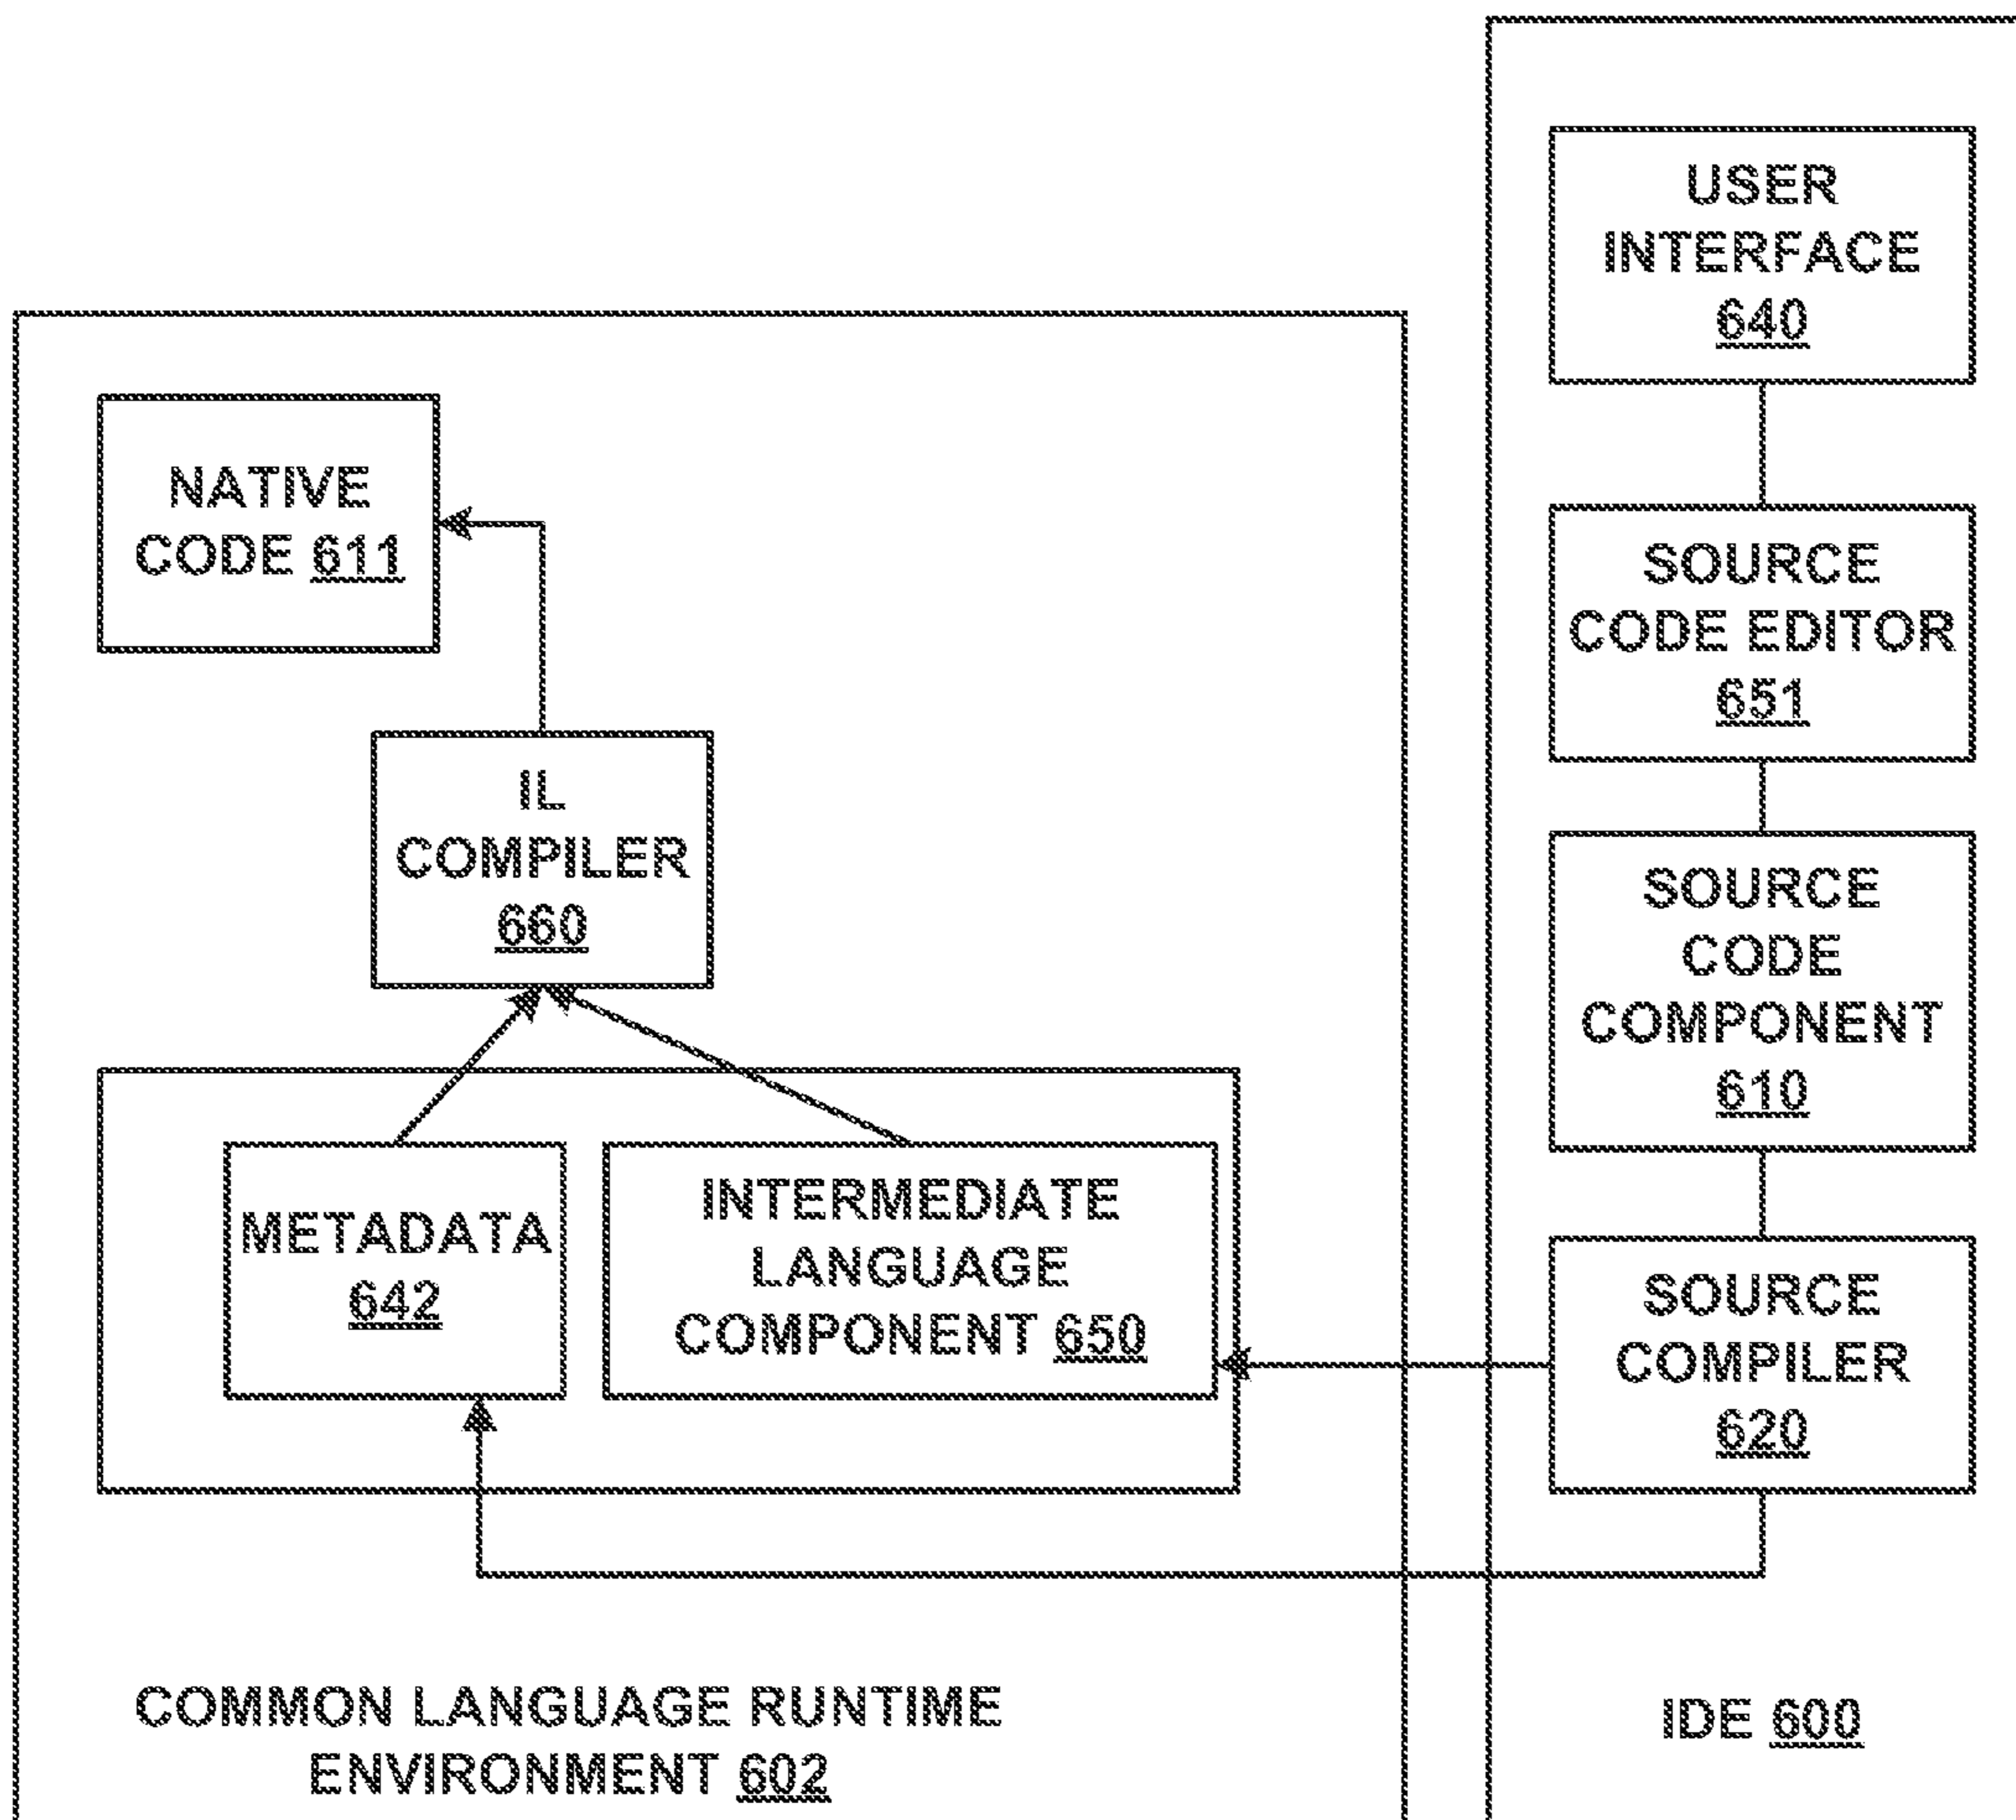 USER
INTERFACE
640
NATIVE
CODE 611
SOURCE
CODE EDITOR
651
IL
COMPILER
660
SOURCE
CODE
COMPONENT
610
METADATA
642
INTERMEDIATE
LANGUAGE
COMPONENT 650
SOURCE
COMPILER
620
COMMON LANGUAGE RUNTIME
ENVIRONMENT 602
IDE 600